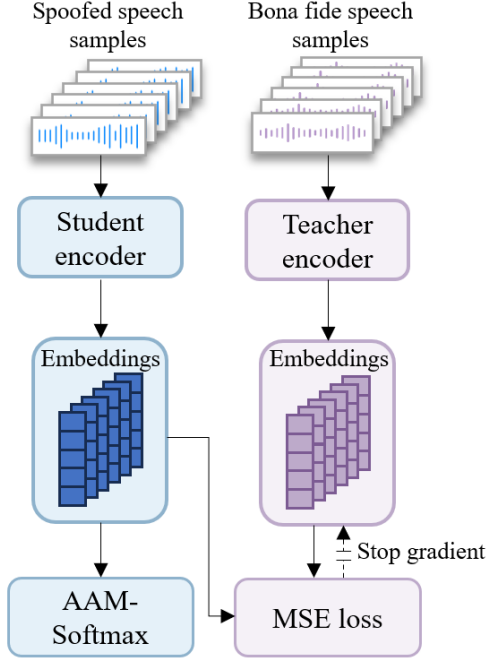 Spoofed speech
samples
Bona fide speech
samples
Student
encoder
Teacher
encoder
Embeddings
Embeddings
Stop gradient
AAM-
Softmax
MSE loss